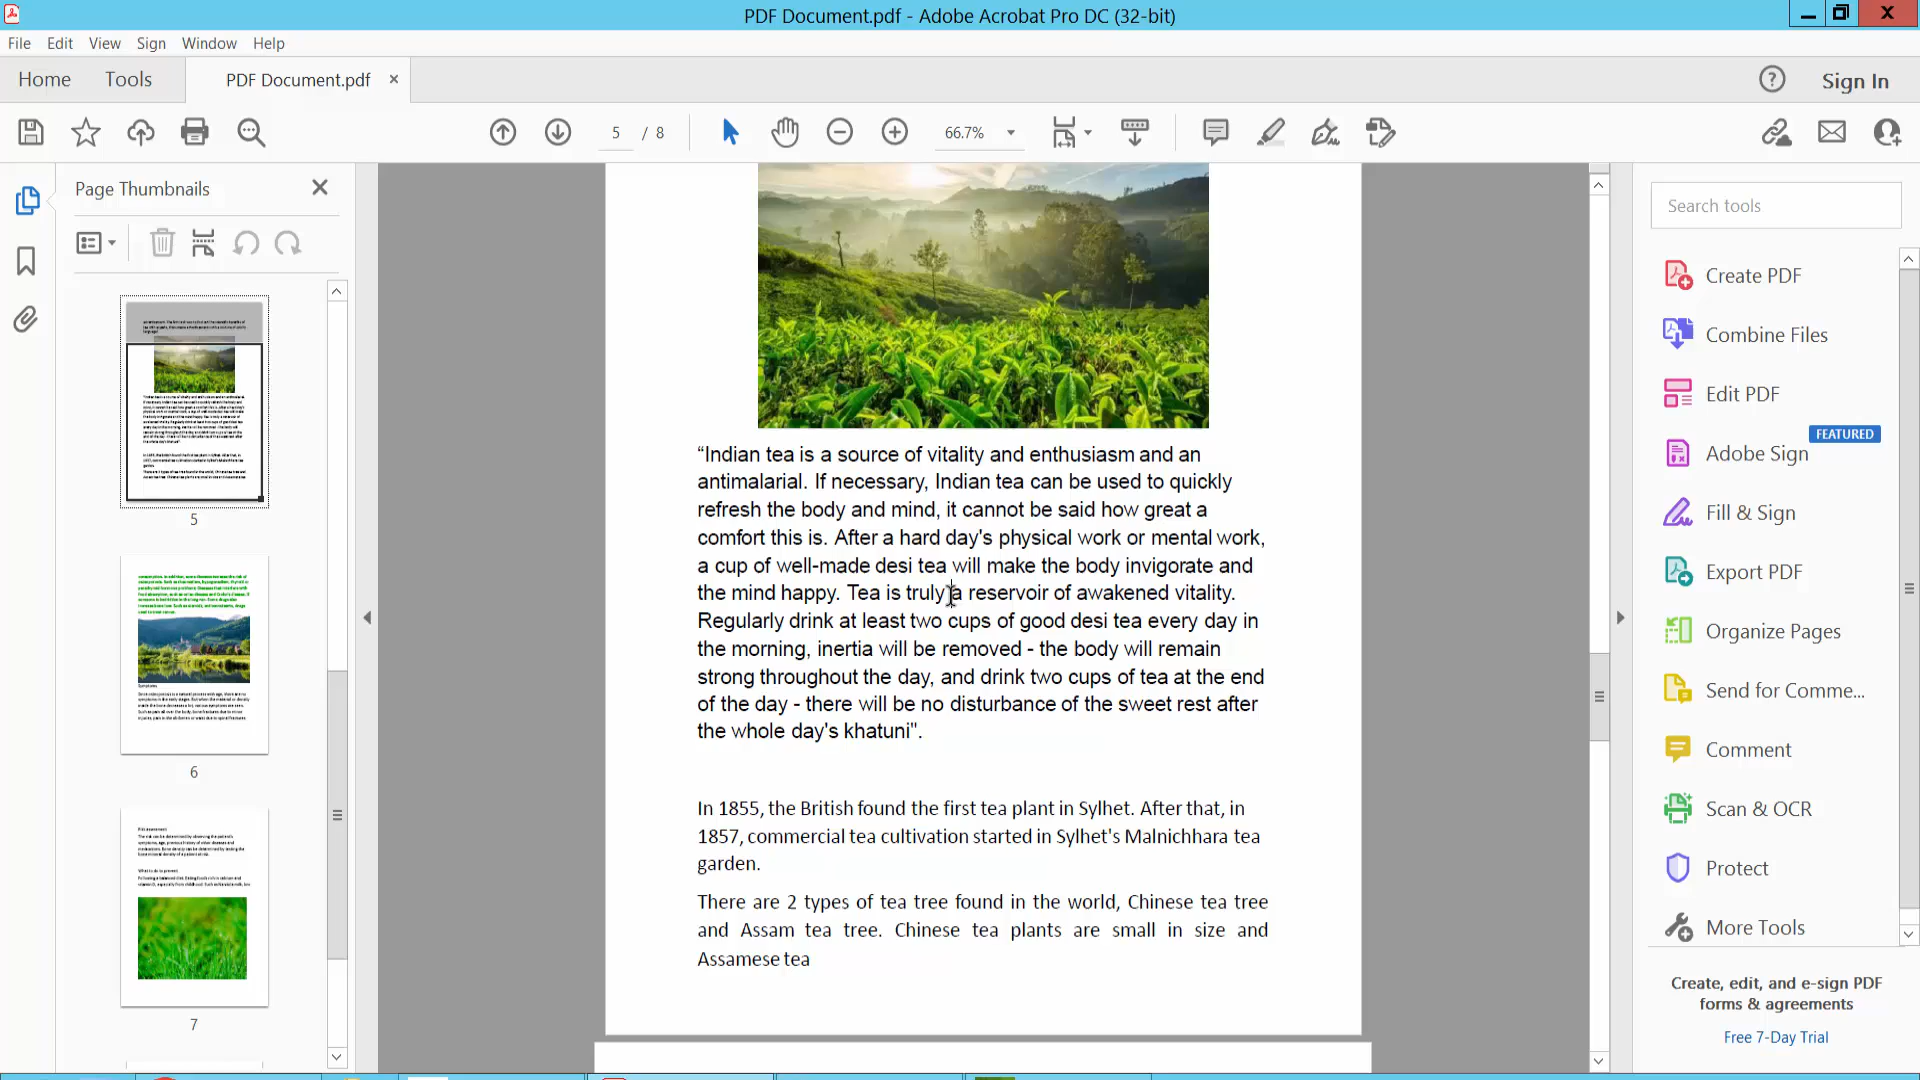 PDF Document.pdf - Adobe Acrobat Pro DC (32-bit)
File Edit View Sign Window Help
Home Tools PDF Document.pdf × Sign In
5 / 8 66.7%
Page Thumbnails
5
6
7
“Indian tea is a source of vitality and enthusiasm and an
antimalarial. If necessary, Indian tea can be used to quickly
refresh the body and mind, it cannot be said how great a
comfort this is. After a hard day's physical work or mental work,
a cup of well-made desi tea will make the body invigorate and
the mind happy. Tea is truly a reservoir of awakened vitality.
Regularly drink at least two cups of good desi tea every day in
the morning, inertia will be removed - the body will remain
strong throughout the day, and drink two cups of tea at the end
of the day - there will be no disturbance of the sweet rest after
the whole day's khatuni".
In 1855, the British found the first tea plant in Sylhet. After that, in
1857, commercial tea cultivation started in Sylhet's Malnichhara tea
garden.
There are 2 types of tea tree found in the world, Chinese tea tree
and Assam tea tree. Chinese tea plants are small in size and
Assamese tea
Search tools
Create PDF
Combine Files
Edit PDF
FEATURED
Adobe Sign
Fill & Sign
Export PDF
Organize Pages
Send for Comme...
Comment
Scan & OCR
Protect
More Tools
Create, edit, and e-sign PDF
forms & agreements
Free 7-Day Trial